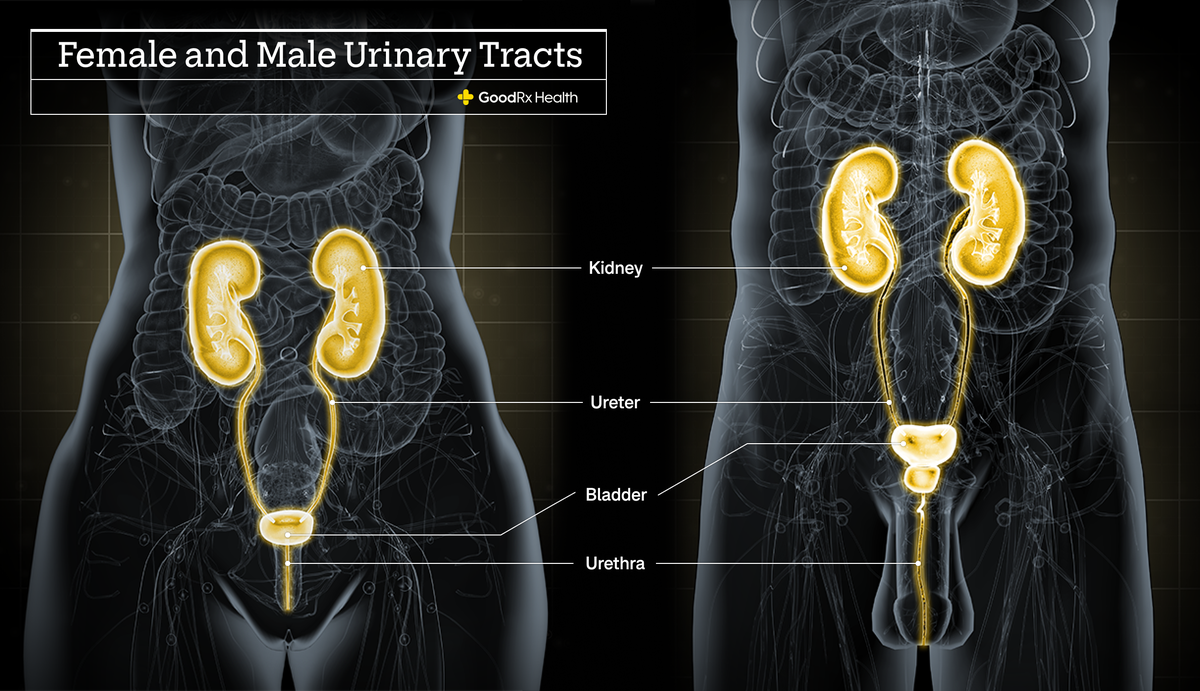 Female and Male Urinary Tracts
GoodRx Health
Kidney
Ureter
Bladder
Urethra